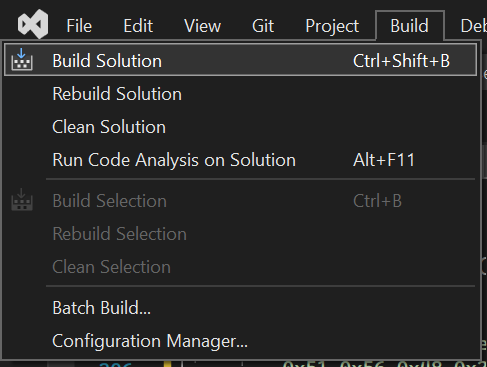 File Edit View Git Project Build
Build Solution Ctrl+Shift+B
Rebuild Solution
Clean Solution
Run Code Analysis on Solution Alt+F11
Build Selection Ctrl+B
Rebuild Selection
Clean Selection
Batch Build...
Configuration Manager...